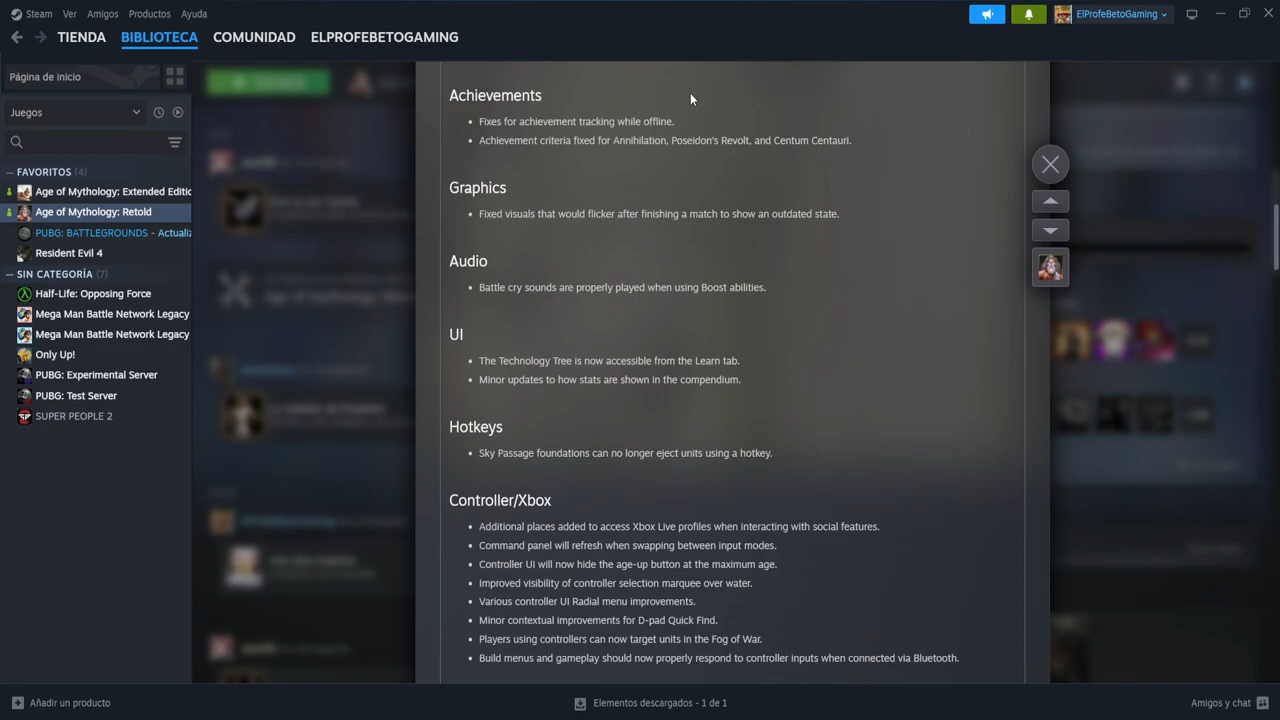 Steam Ver Amigos Productos Ayuda
ElProfeBetoGaming
TIENDA BIBLIOTECA COMUNIDAD ELPROFEBETOGAMING
Página de inicio
Juegos
FAVORITOS (4)
Age of Mythology: Extended Editic
Age of Mythology: Retold
PUBG: BATTLEGROUNDS - Actualiz
Resident Evil 4
SIN CATEGORÍA (7)
Half-Life: Opposing Force
Mega Man Battle Network Legacy
Mega Man Battle Network Legacy
Only Up!
PUBG: Experimental Server
PUBG: Test Server
SUPER PEOPLE 2
Achievements
Fixes for achievement tracking while offline.
Achievement criteria fixed for Annihilation, Poseidon's Revolt, and Centum Centauri.
Graphics
Fixed visuals that would flicker after finishing a match to show an outdated state.
Audio
Battle cry sounds are properly played when using Boost abilities.
UI
The Technology Tree is now accessible from the Learn tab.
Minor updates to how stats are shown in the compendium.
Hotkeys
Sky Passage foundations can no longer eject units using a hotkey.
Controller/Xbox
Additional places added to access Xbox Live profiles when interacting with social features.
Command panel will refresh when swapping between input modes.
Controller UI will now hide the age-up button at the maximum age.
Improved visibility of controller selection marquee over water.
Various controller UI Radial menu improvements.
Minor contextual improvements for D-pad Quick Find.
Players using controllers can now target units in the Fog of War.
Build menus and gameplay should now properly respond to controller inputs when connected via Bluetooth.
Añadir un producto
Elementos descargados - 1 de 1
Amigos y chat